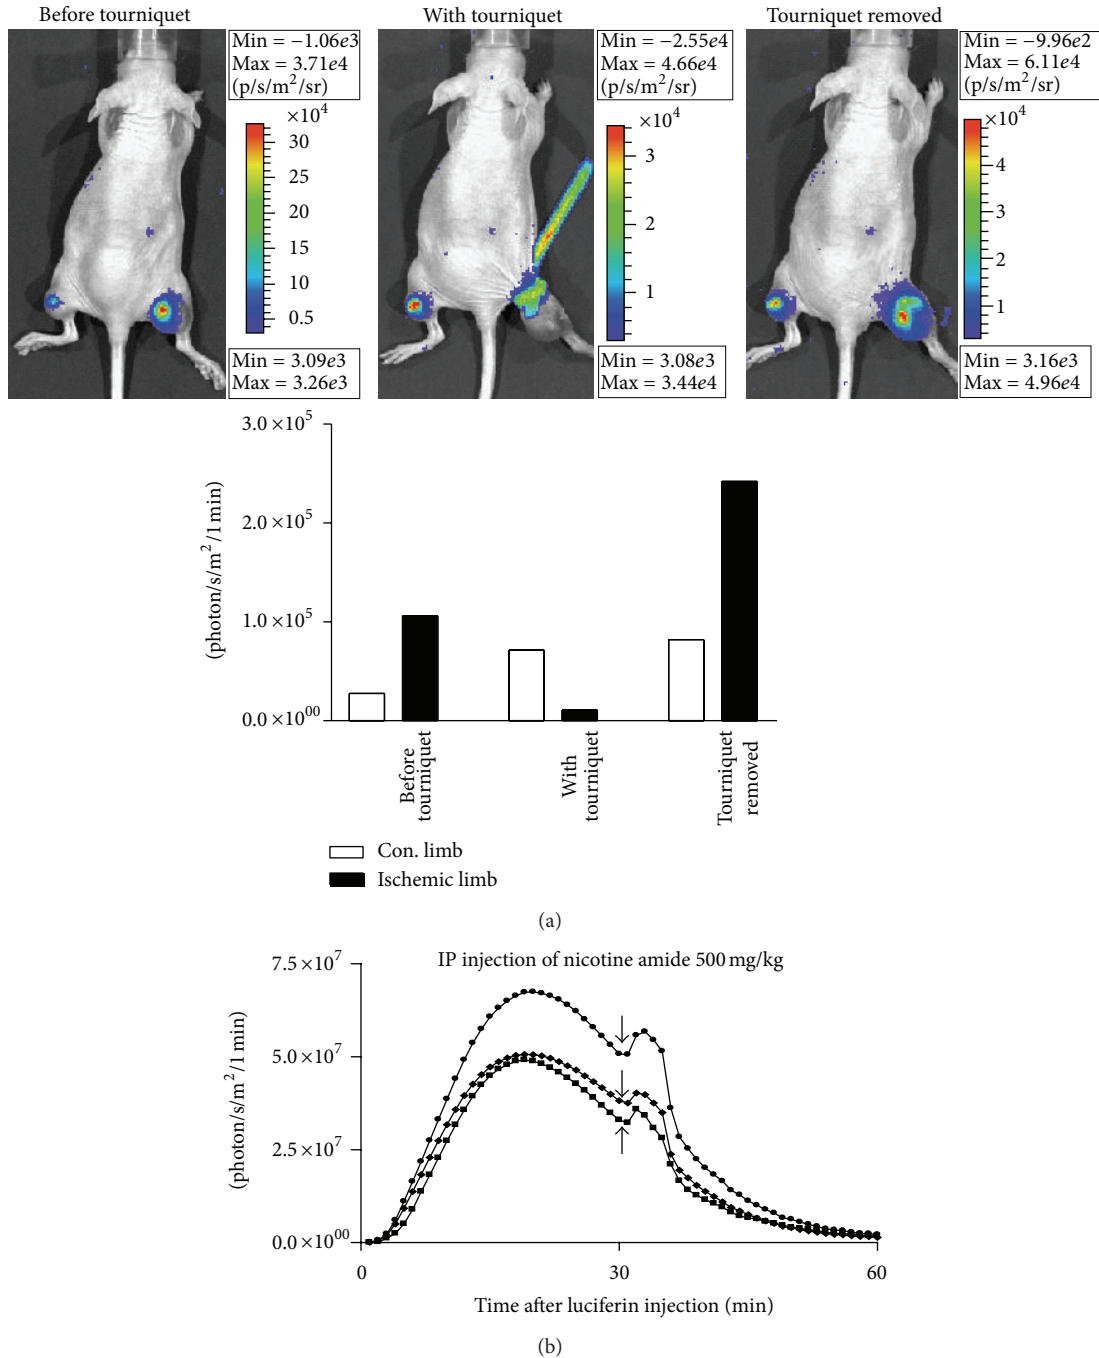 Before tourniquet
With tourniquet
Tourniquet removed
Min = −1.06e3
Max = 3.71e4
(p/s/m²/sr)
×10⁴
30
25
20
15
10
0.5
Min = 3.09e3
Max = 3.26e3
Min = −2.55e4
Max = 4.66e4
(p/s/m²/sr)
×10⁴
3
2
1
Min = 3.08e3
Max = 3.44e4
Min = −9.96e2
Max = 6.11e4
(p/s/m²/sr)
×10⁴
4
3
2
1
Min = 3.16e3
Max = 4.96e4
(photon/s/m²/1 min)
3.0 ×10⁵
2.0 ×10⁵
1.0 ×10⁵
0.0 ×10⁰⁰
Before
tourniquet
With
tourniquet
Tourniquet
removed
Con. limb
Ischemic limb
(a)
IP injection of nicotine amide 500 mg/kg
(photon/s/m²/1 min)
7.5 ×10⁷
5.0 ×10⁷
2.5 ×10⁷
0.0 ×10⁰⁰
0
30
60
Time after luciferin injection (min)
(b)